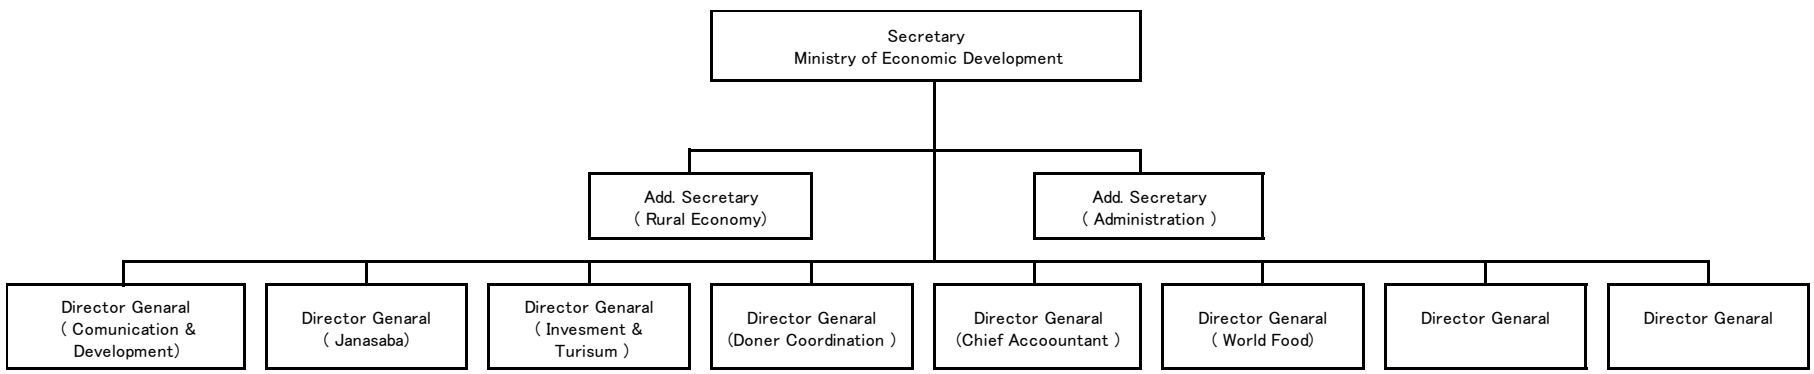 Secretary
Ministry of Economic Development
Add. Secretary
( Rural Economy)
Add. Secretary
( Administration )
Director Genaral
( Comunication &
Development)
Director Genaral
( Janasaba)
Director Genaral
( Invesment &
Turisum )
Director Genaral
(Doner Coordination )
Director Genaral
(Chief Accoountant )
Director Genaral
( World Food)
Director Genaral
Director Genaral